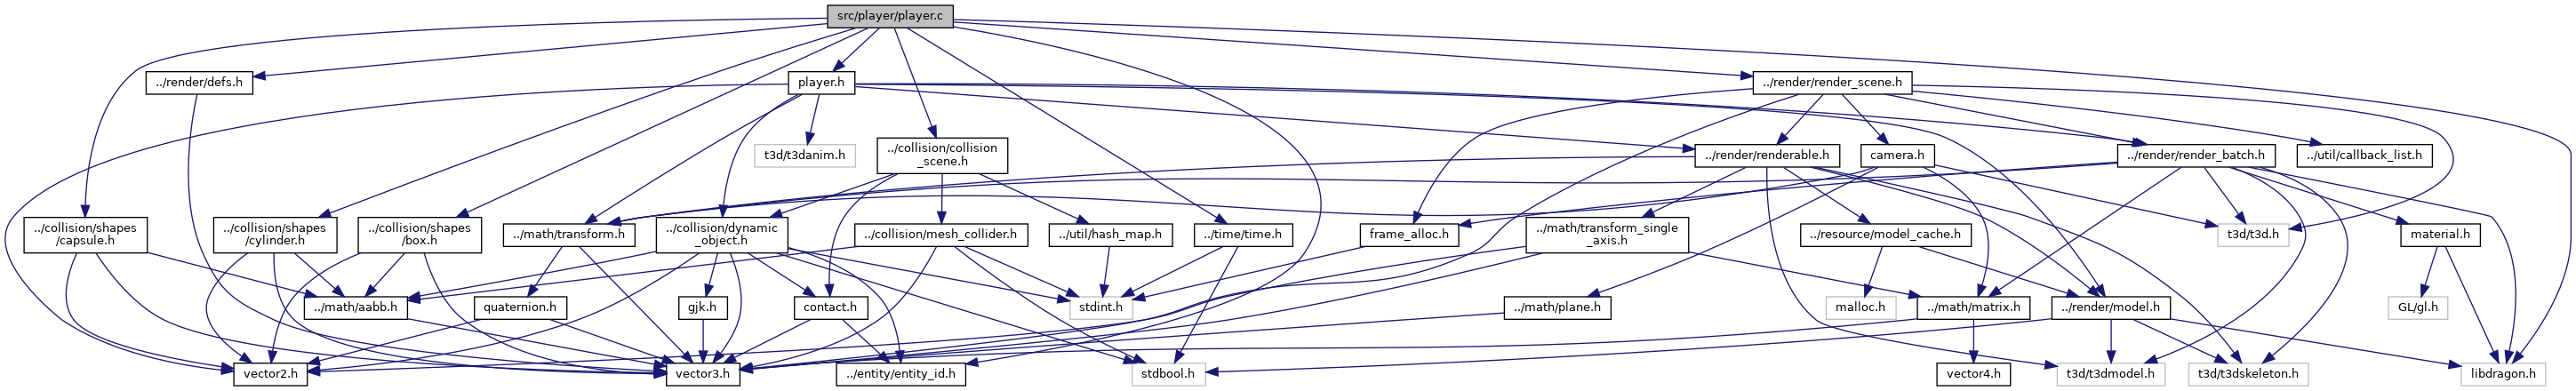 src/player/player.c
../render/defs.h
player.h
../render/render_scene.h
t3d/t3danim.h
../collision/collision
_scene.h
../render/renderable.h
camera.h
../render/render_batch.h
../util/callback_list.h
../collision/shapes
/capsule.h
../collision/shapes
/cylinder.h
../collision/shapes
/box.h
../math/transform.h
../collision/dynamic
_object.h
../collision/mesh_collider.h
../util/hash_map.h
../time/time.h
frame_alloc.h
../math/transform_single
_axis.h
../resource/model_cache.h
t3d/t3d.h
material.h
../math/aabb.h
quaternion.h
gjk.h
contact.h
stdint.h
../math/plane.h
malloc.h
../math/matrix.h
../render/model.h
GL/gl.h
vector2.h
vector3.h
../entity/entity_id.h
stdbool.h
vector4.h
t3d/t3dmodel.h
t3d/t3dskeleton.h
libdragon.h